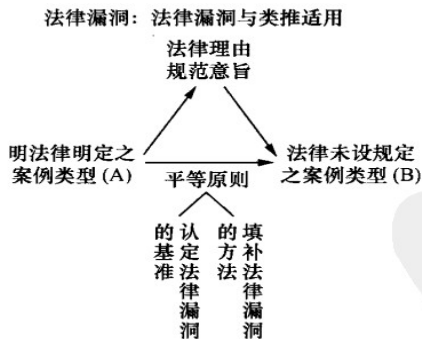 法律漏洞：法律漏洞与类推适用
法律理由
规范意旨
明法律明定之
案例类型(A)
平等原则
法律未设规定
之案例类型(B)
认定法律漏洞
的基准
填补法律漏洞
的方法